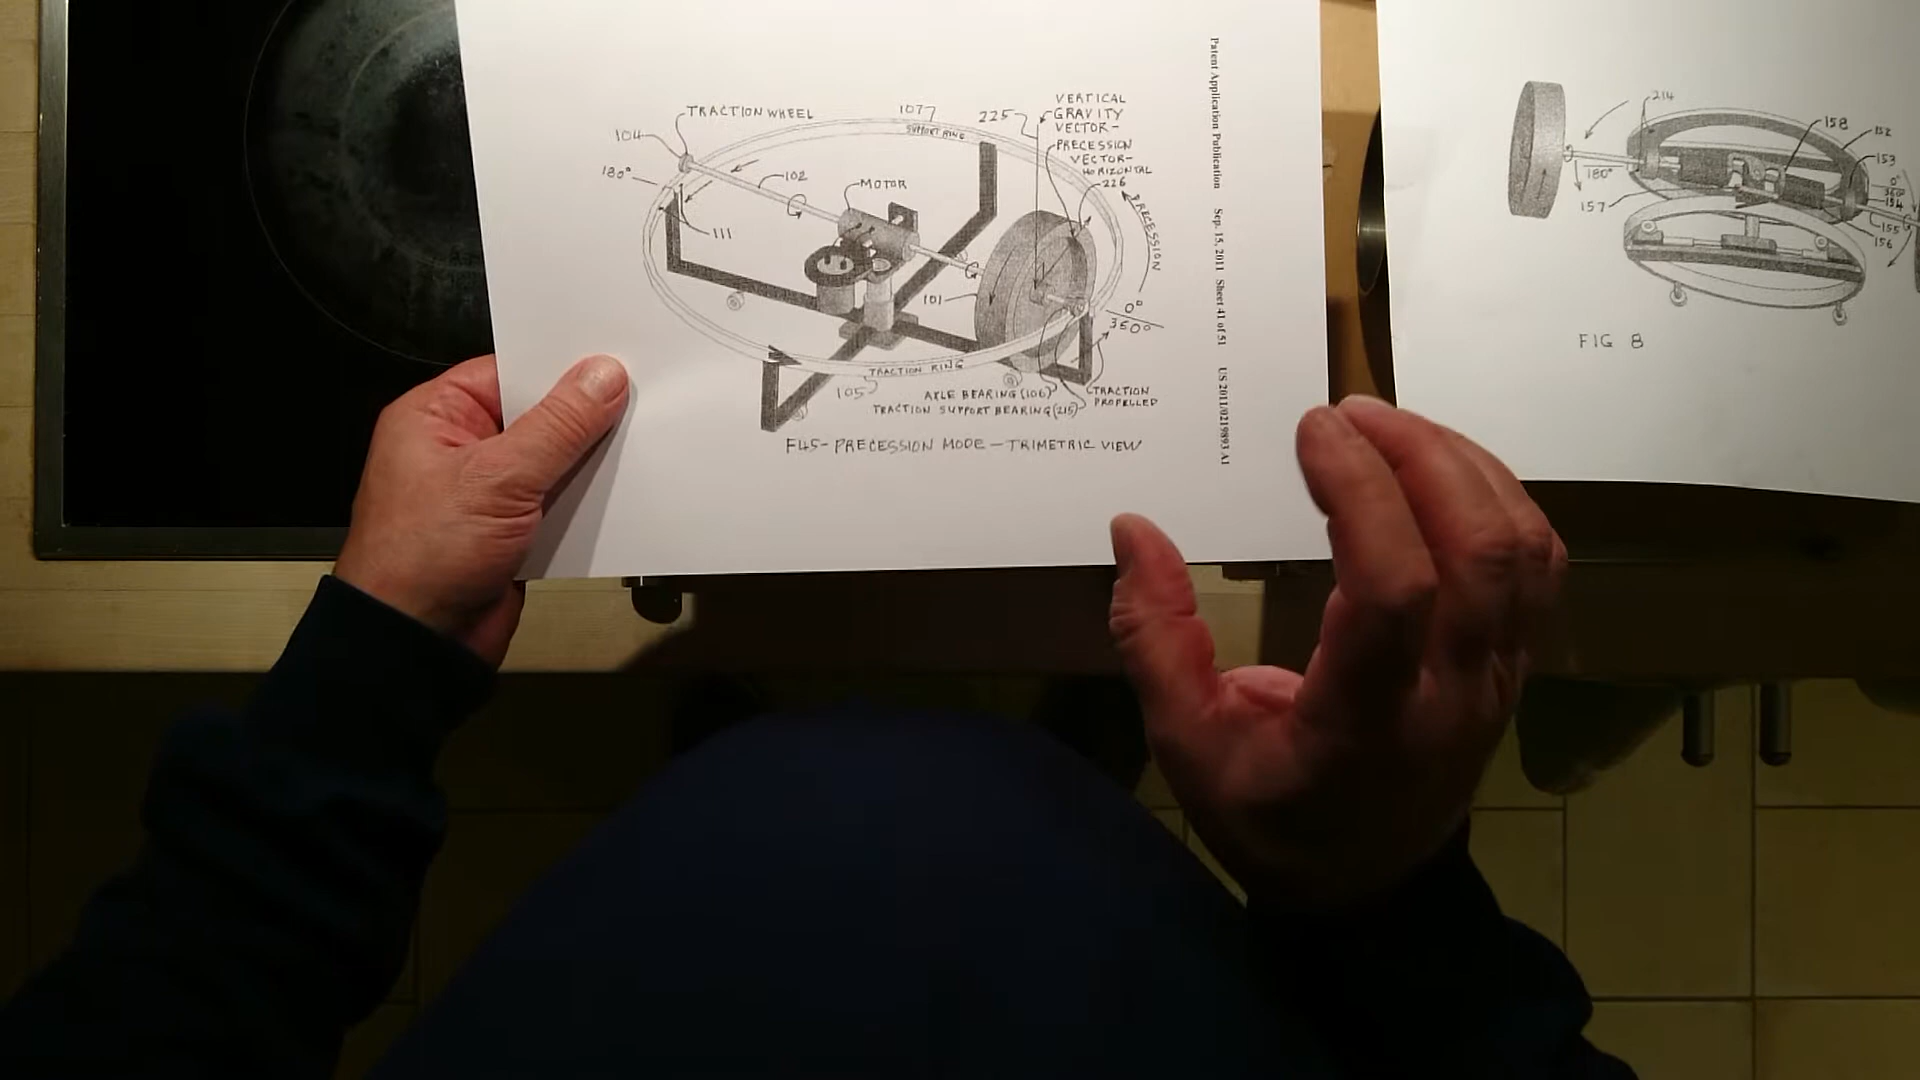 TRACTION WHEEL
104
180°
111
102
MOTOR
107
SUPPORT RING
225
VERTICAL
GRAVITY
VECTOR-
PRECESSION
VECTOR-
HORIZONTAL
226
PRECESSION
101
0°
350°
TRACTION RING
105
AXLE BEARING (106)
TRACTION SUPPORT BEARING (215)
TRACTION
PROPELLED
F45- PRECESSION MODE - TRIMETRIC VIEW
Patent Application Publication Sep. 15, 2011 Sheet 41 of 51 US 2011/0219893 A1
214
158
152
153
180°
157
0°
360°
154
155
156
FIG 8